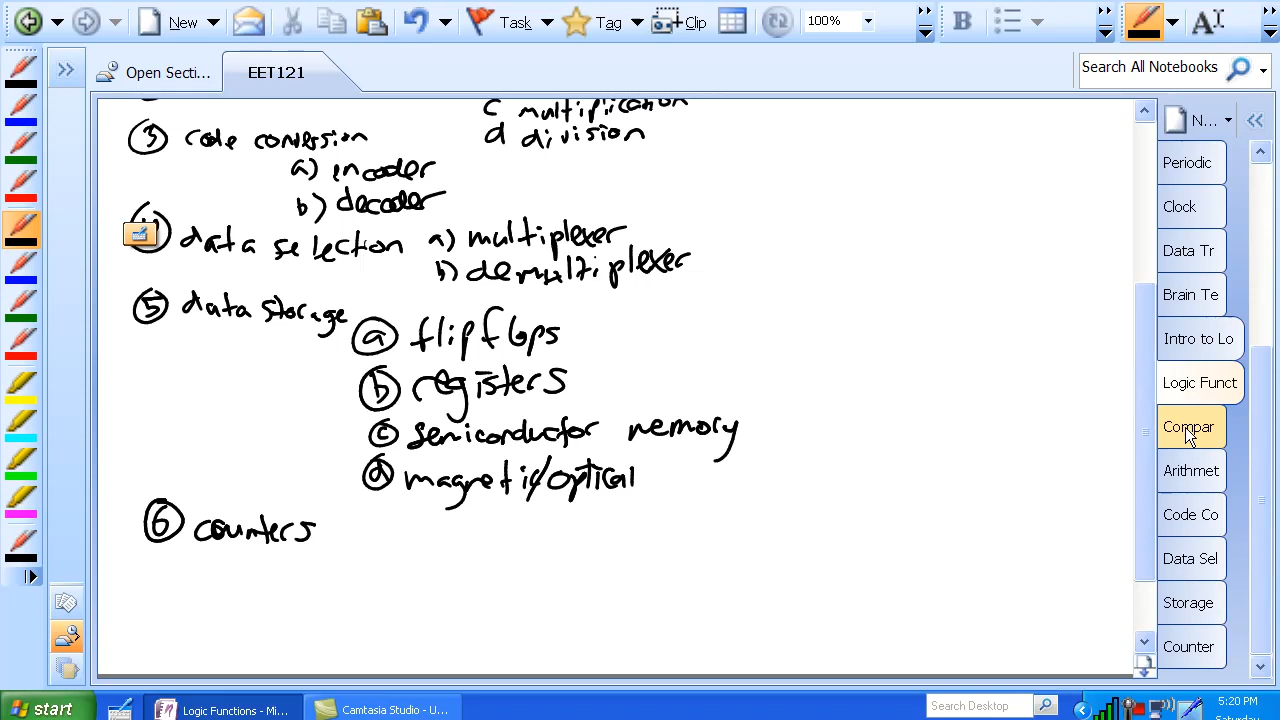 New
Task
Tag
Clip
100%
B
A
Open Secti...
EET121
Search All Notebooks
c multiplication
d division
③ code conversion
a) encoder
b) decoder
data selection a) multiplexer
b) demultiplexer
⑤ data storage
ⓐ flip flops
ⓑ registers
ⓒ semiconductor memory
ⓓ magnetic/optical
⑥ counters
N...
Periodic
Clock
Data Tr
Brain Te
Intro to Lo
Logic Funct
Compar
Arithmet
Code Co
Data Sel
Storage
Counter
start
Logic Functions - Mi...
Camtasia Studio - U...
Search Desktop
5:20 PM